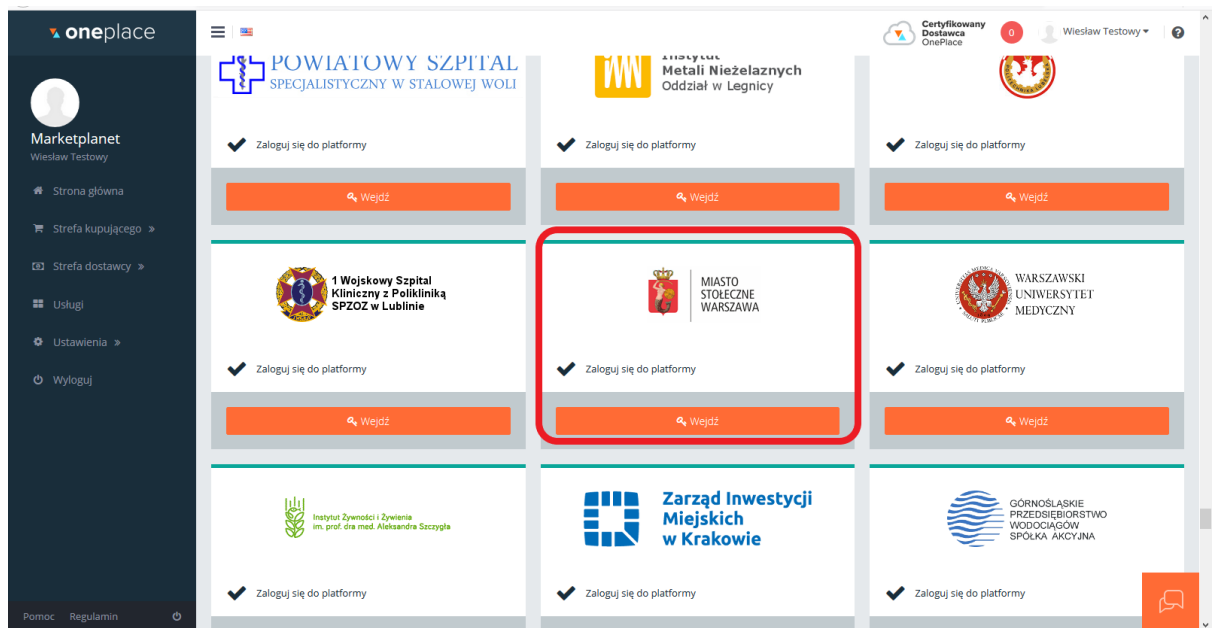 oneplace
Certyfikowany
Dostawca
OnePlace
0
Wiesław Testowy
Marketplanet
Wiesław Testowy
Strona główna
Strefa kupującego »
Strefa dostawcy »
Usługi
Ustawienia »
Wyloguj
Pomoc Regulamin
POWIATOWY SZPITAL
SPECJALISTYCZNY W STALOWEJ WOLI
Zaloguj się do platformy
Wejdź
Instytut
Metali Nieżelaznych
Oddział w Legnicy
Zaloguj się do platformy
Wejdź
Zaloguj się do platformy
Wejdź
1 Wojskowy Szpital
Kliniczny z Polikliniką
SPZOZ w Lublinie
Zaloguj się do platformy
Wejdź
MIASTO
STOŁECZNE
WARSZAWA
Zaloguj się do platformy
Wejdź
WARSZAWSKI
UNIWERSYTET
MEDYCZNY
Zaloguj się do platformy
Wejdź
Instytut Żywności i Żywienia
im. prof. dra med. Aleksandra Szczygła
Zaloguj się do platformy
Zarząd Inwestycji
Miejskich
w Krakowie
Zaloguj się do platformy
GÓRNOŚLĄSKIE
PRZEDSIĘBIORSTWO
WODOCIĄGÓW
SPÓŁKA AKCYJNA
Zaloguj się do platformy